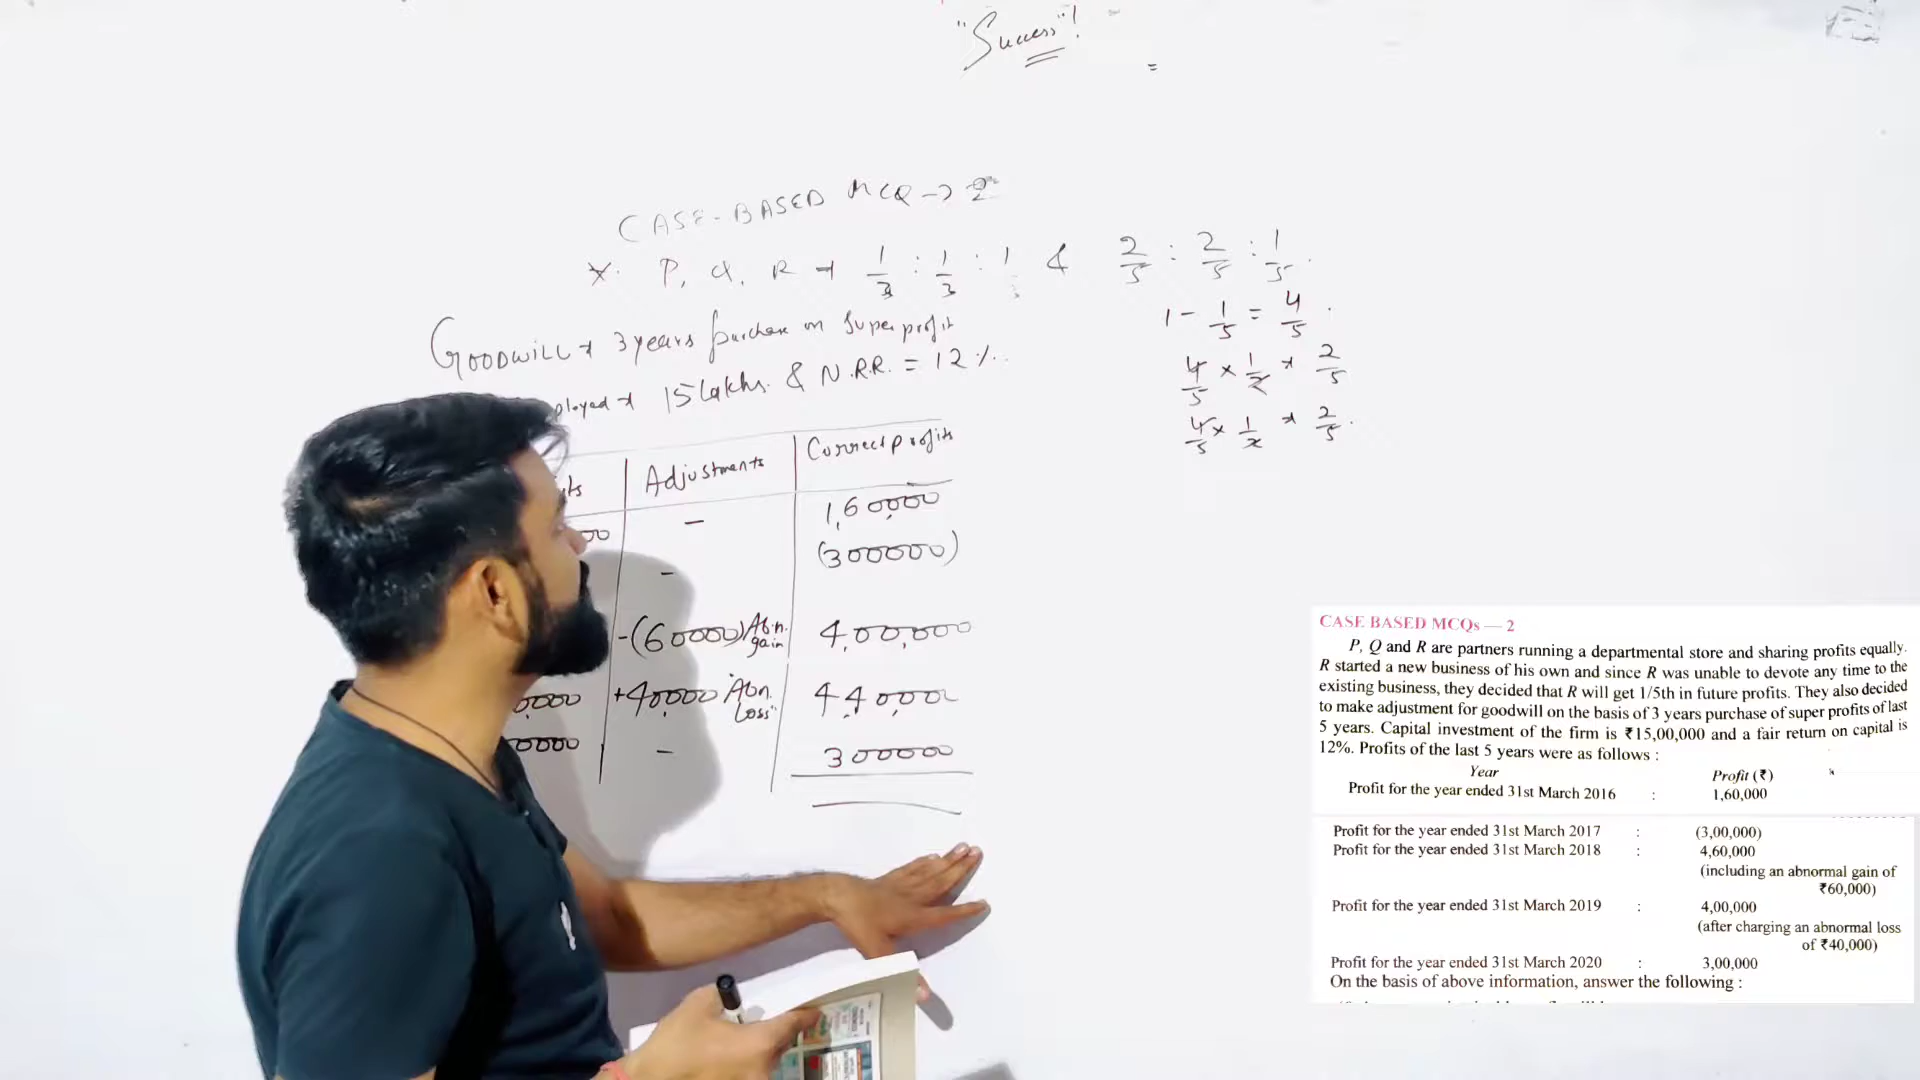 "Success"!
=
CASE-BASED MCQ → 2
* P, Q, R → 1/3 : 1/3 : 1/3 & 2/5 : 2/5 : 1/5.
1 - 1/5 = 4/5.
4/5 × 1/2 → 2/5
4/5 × 1/2 → 2/5.
GOODWILL → 3 years purchase on super profit
ployed → 15 Lakhs. & N.R.R. = 12%.
its | Adjustments | Correct profits
00 | - | 1,60,000
- | (300000)
-(60000) Abn. gain | 4,00,000
0,000 | +40,000 Abn. Loss" | 440,000
0000 | - | 300000
CASE BASED MCQs — 2
P, Q and R are partners running a departmental store and sharing profits equally.
R started a new business of his own and since R was unable to devote any time to the
existing business, they decided that R will get 1/5th in future profits. They also decided
to make adjustment for goodwill on the basis of 3 years purchase of super profits of last
5 years. Capital investment of the firm is ₹15,00,000 and a fair return on capital is
12%. Profits of the last 5 years were as follows :
Year Profit (₹)
Profit for the year ended 31st March 2016 : 1,60,000
Profit for the year ended 31st March 2017 : (3,00,000)
Profit for the year ended 31st March 2018 : 4,60,000
(including an abnormal gain of
₹60,000)
Profit for the year ended 31st March 2019 : 4,00,000
(after charging an abnormal loss
of ₹40,000)
Profit for the year ended 31st March 2020 : 3,00,000
On the basis of above information, answer the following :